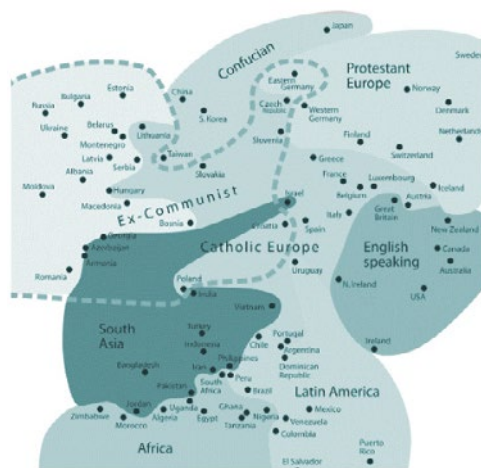 Japan
Confucian
Eastern
Germany
Protestant
Europe
Sweden
Estonia
Bulgaria
Russia
China
Norway
Czech
Western
Germany
Denmark
S. Korea
Belarus
Ukraine
Lithuania
Montenegro
Slovenia
Finland
Netherlands
Latvia
Serbia
Taiwan
Slovakia
Greece
Switzerland
Albania
France
Luxembourg
Moldova
Hungary
Belgium
Austria
Iceland
Macedonia
Ex-Communist
Israel
Great
Britain
Bosnia
Croatia
Spain
Italy
New Zealand
Georgia
Azerbaijan
Catholic Europe
English
speaking
Canada
Armenia
Australia
Romania
Uruguay
N. Ireland
Poland
India
USA
Vietnam
South
Asia
Turkey
Portugal
Chile
Ireland
Indonesia
Argentina
Philippines
Dominican
Republic
Iran
Bangladesh
South
Africa
Peru
Pakistan
Brazil
Latin America
Jordan
Uganda
Ghana
Mexico
Zimbabwe
Morocco
Algeria
Egypt
Tanzania
Nigeria
Venezuela
Colombia
Africa
Puerto
Rico
El Salvador